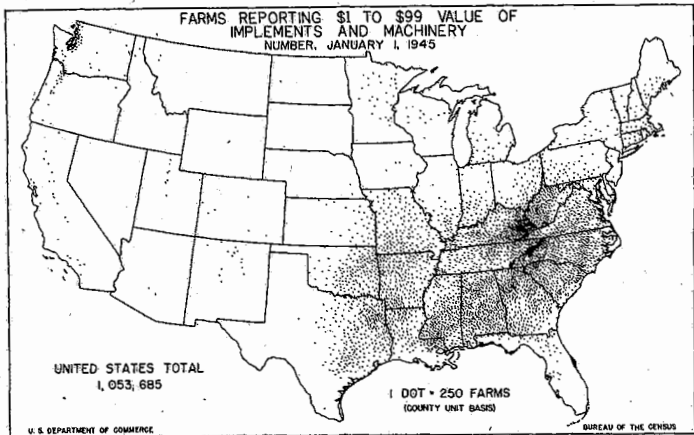 FARMS REPORTING $1 TO $99 VALUE OF
IMPLEMENTS AND MACHINERY
NUMBER, JANUARY 1, 1945
UNITED STATES TOTAL
1,053,685
1 DOT = 250 FARMS
(COUNTY UNIT BASIS)
U. S. DEPARTMENT OF COMMERCE
BUREAU OF THE CENSUS